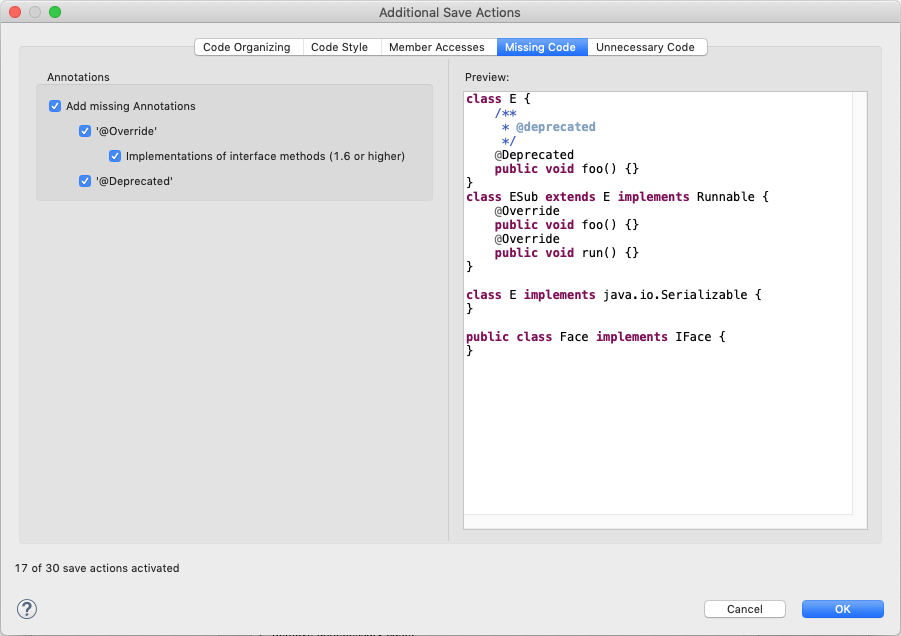 Additional Save Actions
Code Organizing Code Style Member Accesses Missing Code Unnecessary Code
Annotations
Add missing Annotations
'@Override'
Implementations of interface methods (1.6 or higher)
'@Deprecated'
Preview:
class E {
    /**
     * @deprecated
     */
    @Deprecated
    public void foo() {}
}
class ESub extends E implements Runnable {
    @Override
    public void foo() {}
    @Override
    public void run() {}
}
class E implements java.io.Serializable {
}
public class Face implements IFace {
}
17 of 30 save actions activated
?
Cancel OK